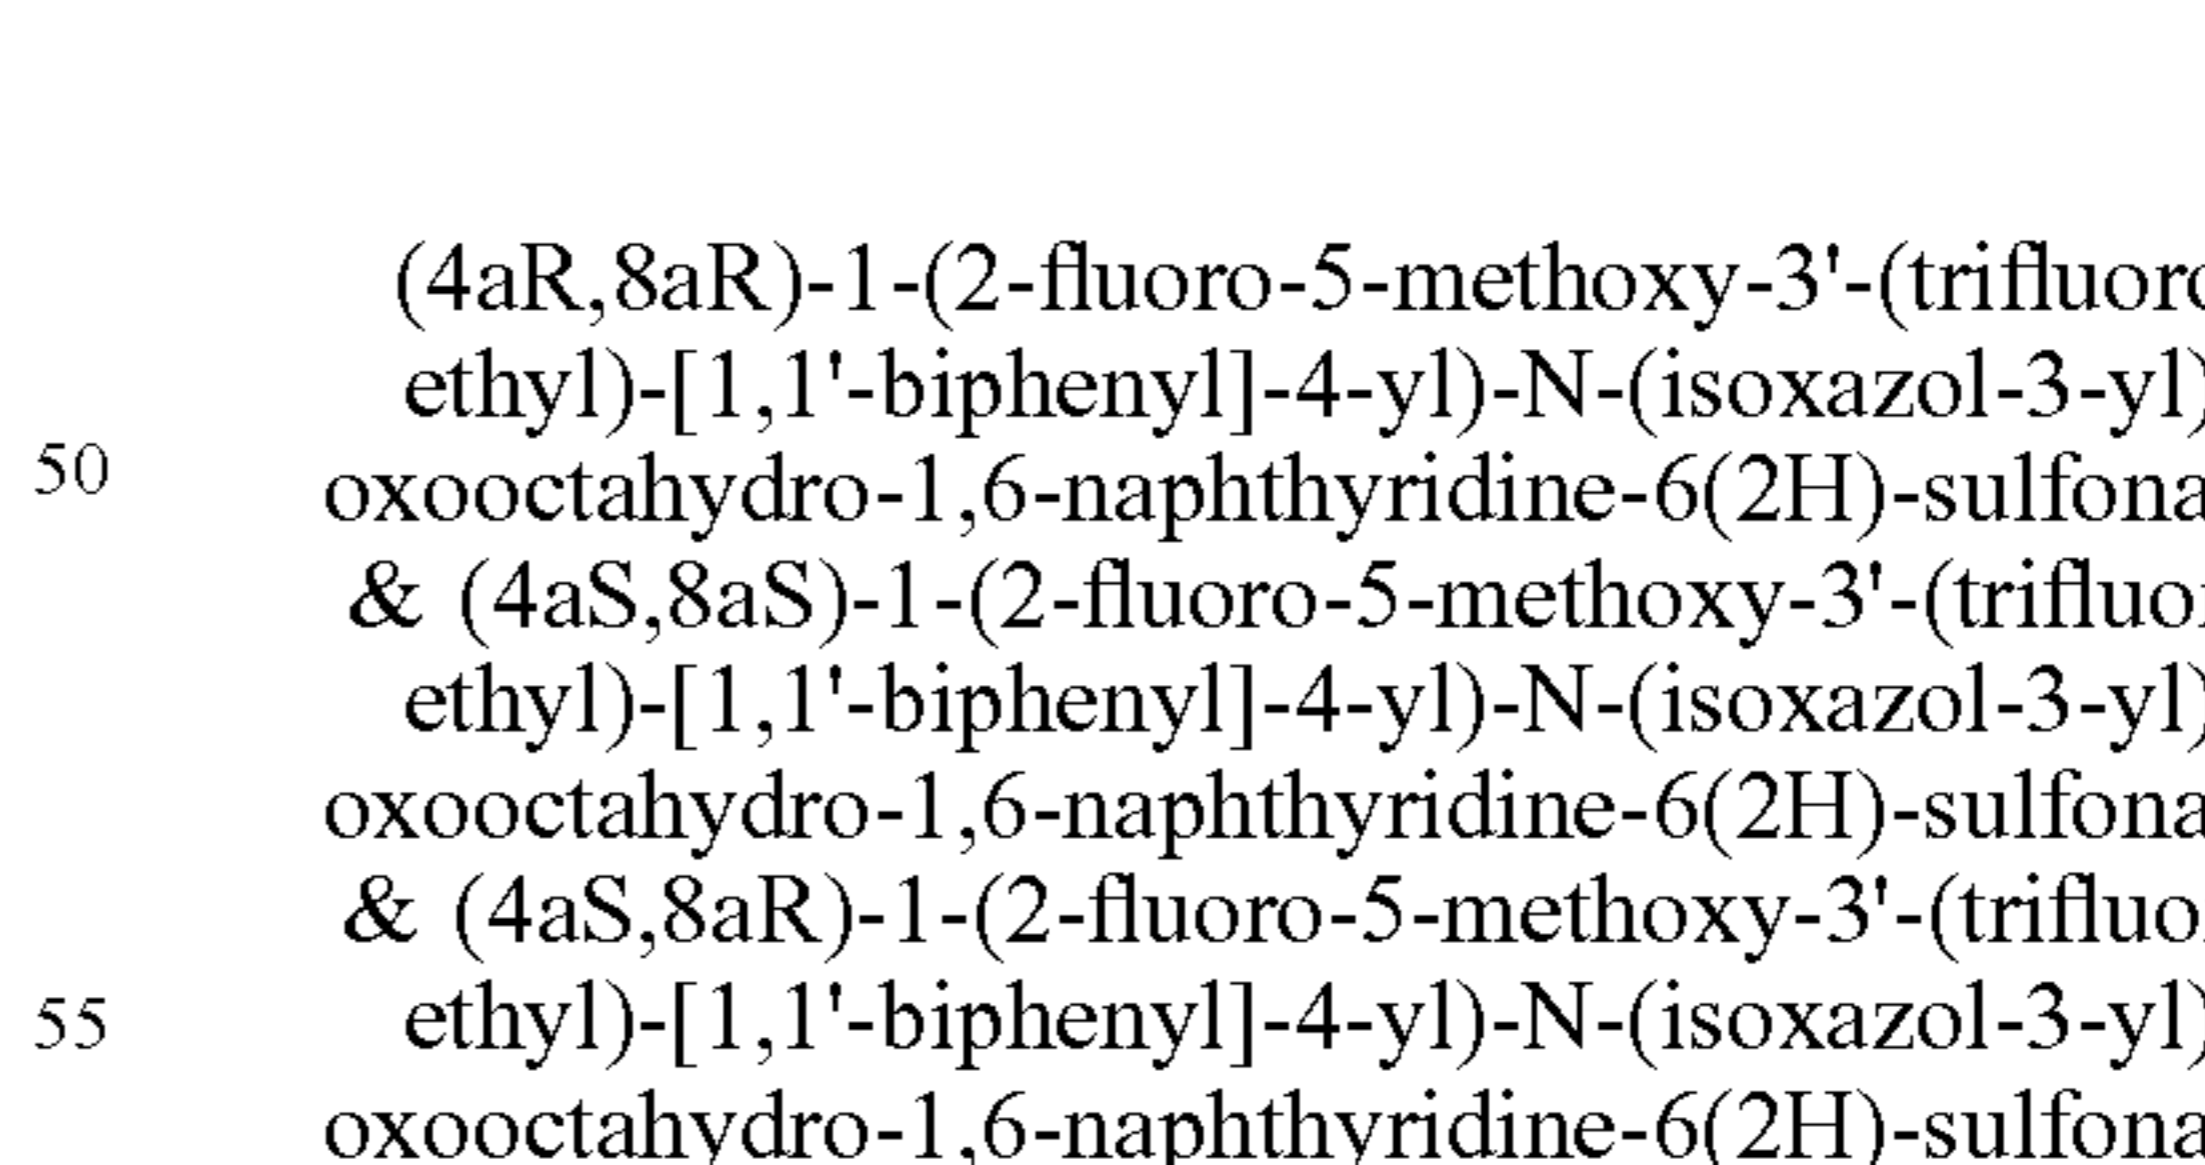 (4aR,8aR)-1-(2-fluoro-5-methoxy-3'-(trifluoro
ethyl)-[1,1'-biphenyl]-4-yl)-N-(isoxazol-3-yl)
50
oxooctahydro-1,6-naphthyridine-6(2H)-sulfona
& (4aS,8aS)-1-(2-fluoro-5-methoxy-3'-(trifluor
ethyl)-[1,1'-biphenyl]-4-yl)-N-(isoxazol-3-yl)
oxooctahydro-1,6-naphthyridine-6(2H)-sulfona
& (4aS,8aR)-1-(2-fluoro-5-methoxy-3'-(trifluo
55
ethyl)-[1,1'-biphenyl]-4-yl)-N-(isoxazol-3-yl)
oxooctahydro-1,6-naphthyridine-6(2H)-sulfona